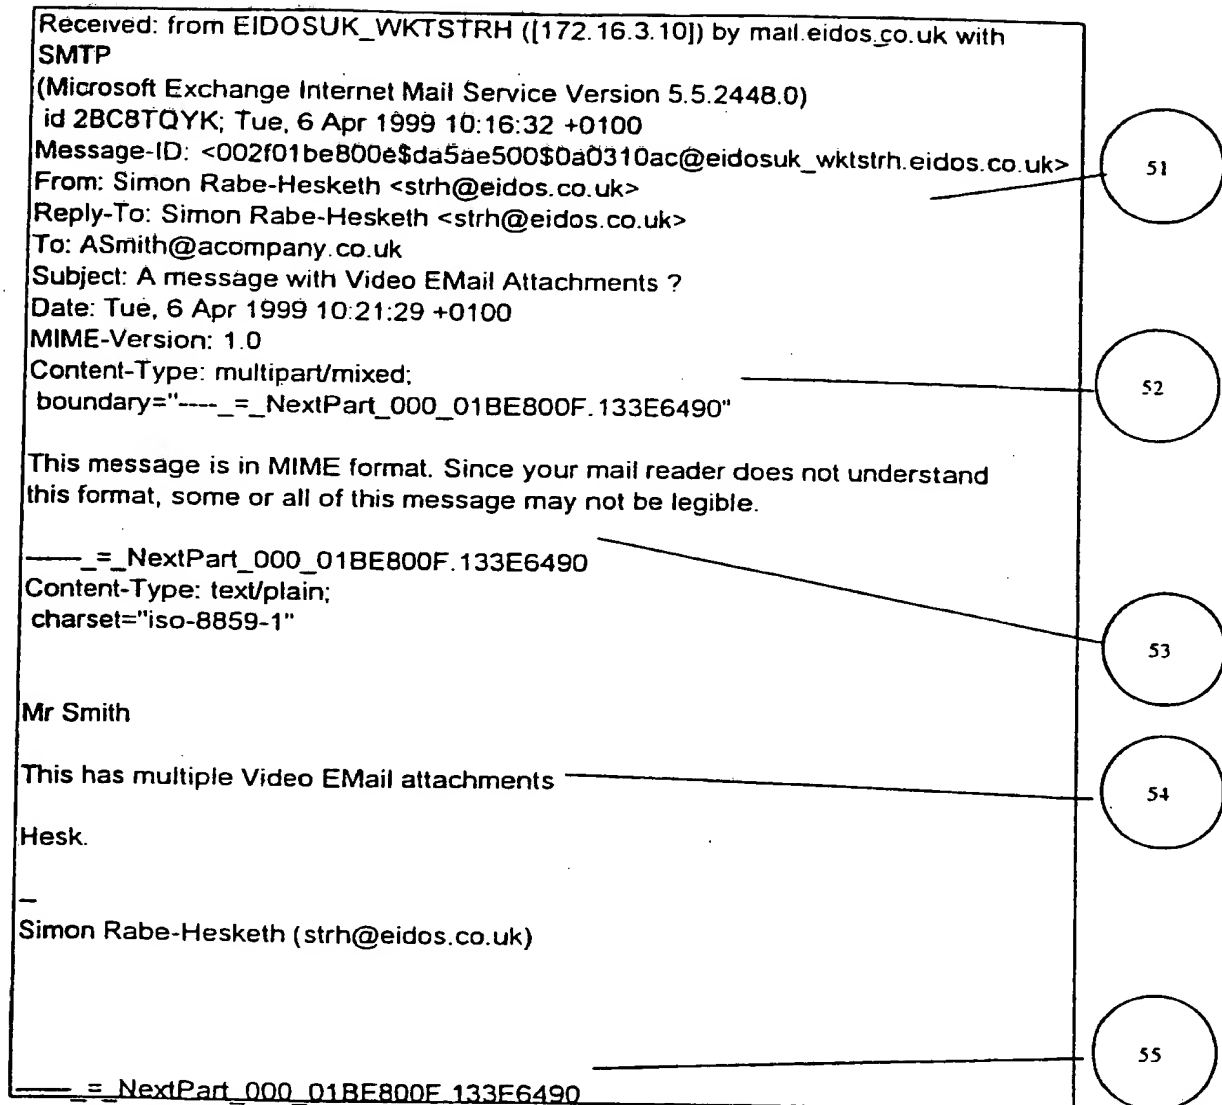 Received: from EIDOSUK_WKTSTRH ([172.16.3.10]) by mail.eidos.co.uk with
SMTP
(Microsoft Exchange Internet Mail Service Version 5.5.2448.0)
id 2BC8TQYK; Tue, 6 Apr 1999 10:16:32 +0100
Message-ID: <002f01be800e$da5ae500$0a0310ac@eidosuk_wktstrh.eidos.co.uk>
From: Simon Rabe-Hesketh <strh@eidos.co.uk>
Reply-To: Simon Rabe-Hesketh <strh@eidos.co.uk>
To: ASmith@acompany.co.uk
Subject: A message with Video EMail Attachments ?
Date: Tue, 6 Apr 1999 10:21:29 +0100
MIME-Version: 1.0
Content-Type: multipart/mixed;
boundary="----_=_NextPart_000_01BE800F.133E6490"
This message is in MIME format. Since your mail reader does not understand
this format, some or all of this message may not be legible.
------_=_NextPart_000_01BE800F.133E6490
Content-Type: text/plain;
charset="iso-8859-1"
Mr Smith
This has multiple Video EMail attachments
Hesk.
–
Simon Rabe-Hesketh (strh@eidos.co.uk)
------_=_NextPart_000_01BE800F.133E6490
51
52
53
54
55